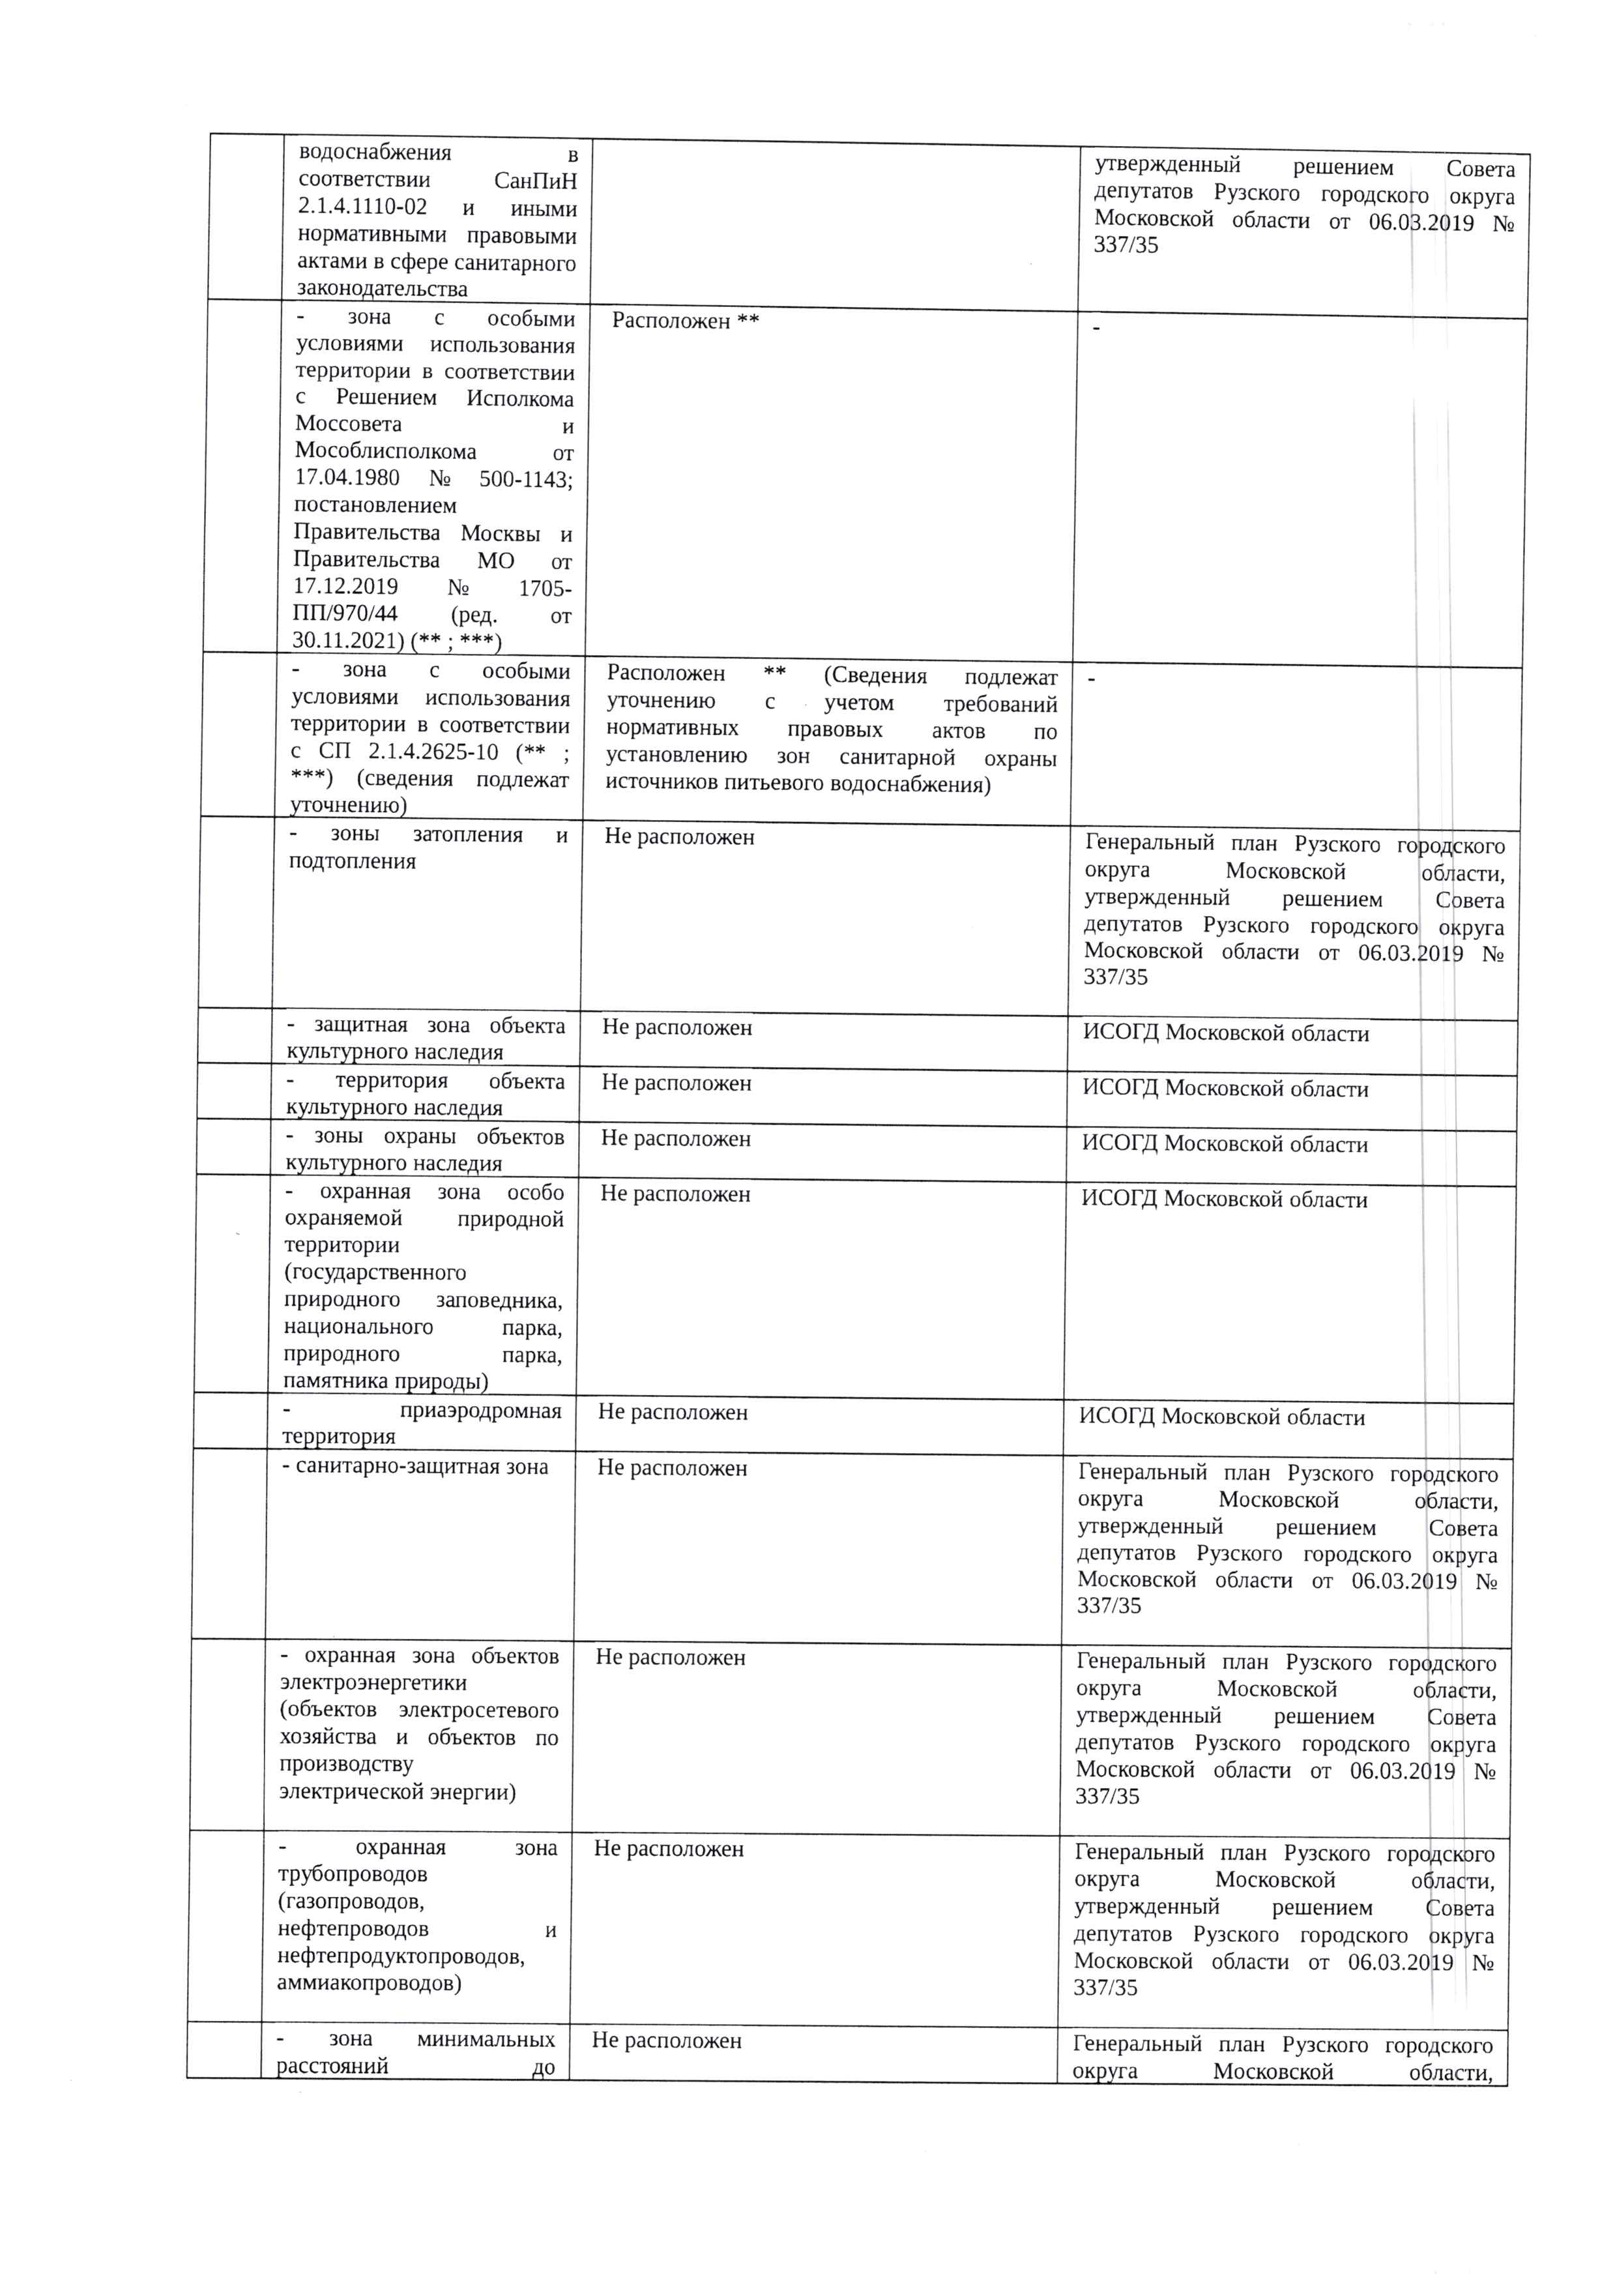 водоснабжения в
соответствии СанПиН
2.1.4.1110-02 и иными
нормативными правовыми
актами в сфере санитарного
законодательства
утвержденный решением Совета
депутатов Рузского городского округа
Московской области от 06.03.2019 №
337/35
- зона с особыми
условиями использования
территории в соответствии
с Решением Исполкома
Моссовета и
Мособлисполкома от
17.04.1980 № 500-1143;
постановлением
Правительства Москвы и
Правительства МО от
17.12.2019 № 1705-
ПП/970/44 (ред. от
30.11.2021) (** ; ***)
Расположен **
-
- зона с особыми
условиями использования
территории в соответствии
с СП 2.1.4.2625-10 (** ;
***) (сведения подлежат
уточнению)
Расположен ** (Сведения подлежат
уточнению с учетом требований
нормативных правовых актов по
установлению зон санитарной охраны
источников питьевого водоснабжения)
-
- зоны затопления и
подтопления
Не расположен
Генеральный план Рузского городского
округа Московской области,
утвержденный решением Совета
депутатов Рузского городского округа
Московской области от 06.03.2019 №
337/35
- защитная зона объекта
культурного наследия
Не расположен
ИСОГД Московской области
- территория объекта
культурного наследия
Не расположен
ИСОГД Московской области
- зоны охраны объектов
культурного наследия
Не расположен
ИСОГД Московской области
- охранная зона особо
охраняемой природной
территории
(государственного
природного заповедника,
национального парка,
природного парка,
памятника природы)
Не расположен
ИСОГД Московской области
- приаэродромная
территория
Не расположен
ИСОГД Московской области
- санитарно-защитная зона
Не расположен
Генеральный план Рузского городского
округа Московской области,
утвержденный решением Совета
депутатов Рузского городского округа
Московской области от 06.03.2019 №
337/35
- охранная зона объектов
электроэнергетики
(объектов электросетевого
хозяйства и объектов по
производству
электрической энергии)
Не расположен
Генеральный план Рузского городского
округа Московской области,
утвержденный решением Совета
депутатов Рузского городского округа
Московской области от 06.03.2019 №
337/35
- охранная зона
трубопроводов
(газопроводов,
нефтепроводов и
нефтепродуктопроводов,
аммиакопроводов)
Не расположен
Генеральный план Рузского городского
округа Московской области,
утвержденный решением Совета
депутатов Рузского городского округа
Московской области от 06.03.2019 №
337/35
- зона минимальных
расстояний до
Не расположен
Генеральный план Рузского городского
округа Московской области,